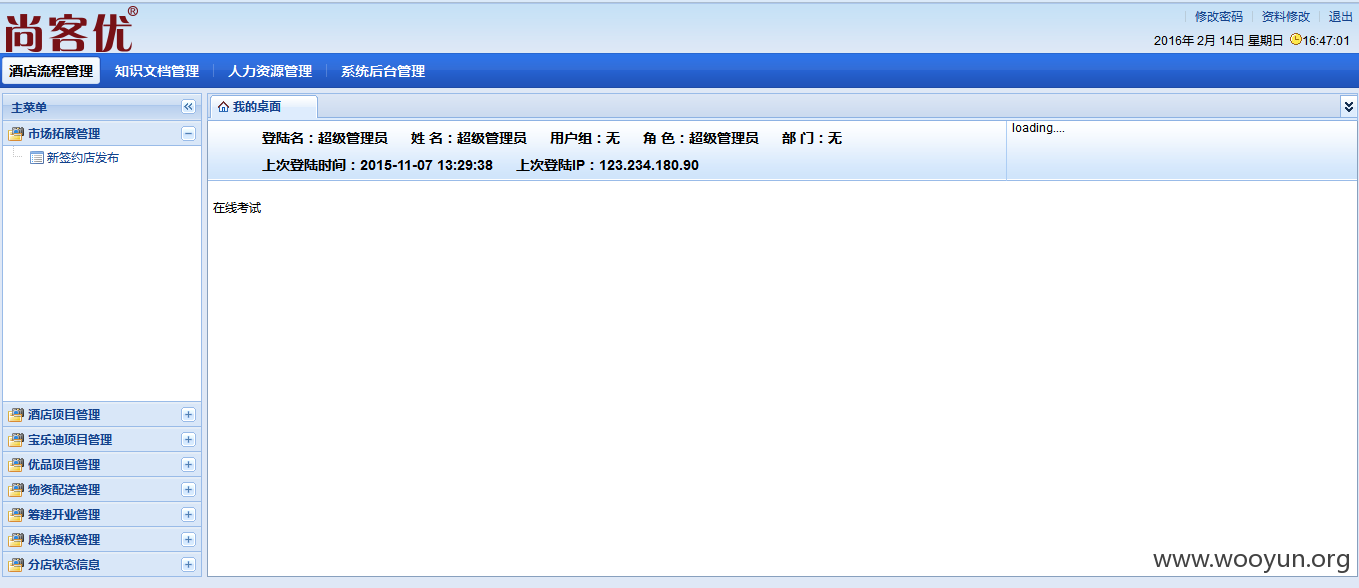 尚客优®
修改密码 资料修改 退出
2016年 2月 14日 星期日 16:47:01
酒店流程管理 知识文档管理 人力资源管理 系统后台管理
主菜单
市场拓展管理
新签约店发布
酒店项目管理
宝乐迪项目管理
优品项目管理
物资配送管理
筹建开业管理
质检授权管理
分店状态信息
我的桌面
登陆名：超级管理员 姓 名：超级管理员 用户组：无 角 色：超级管理员 部 门：无
上次登陆时间：2015-11-07 13:29:38 上次登陆IP：123.234.180.90
loading....
在线考试
www.wooyun.org